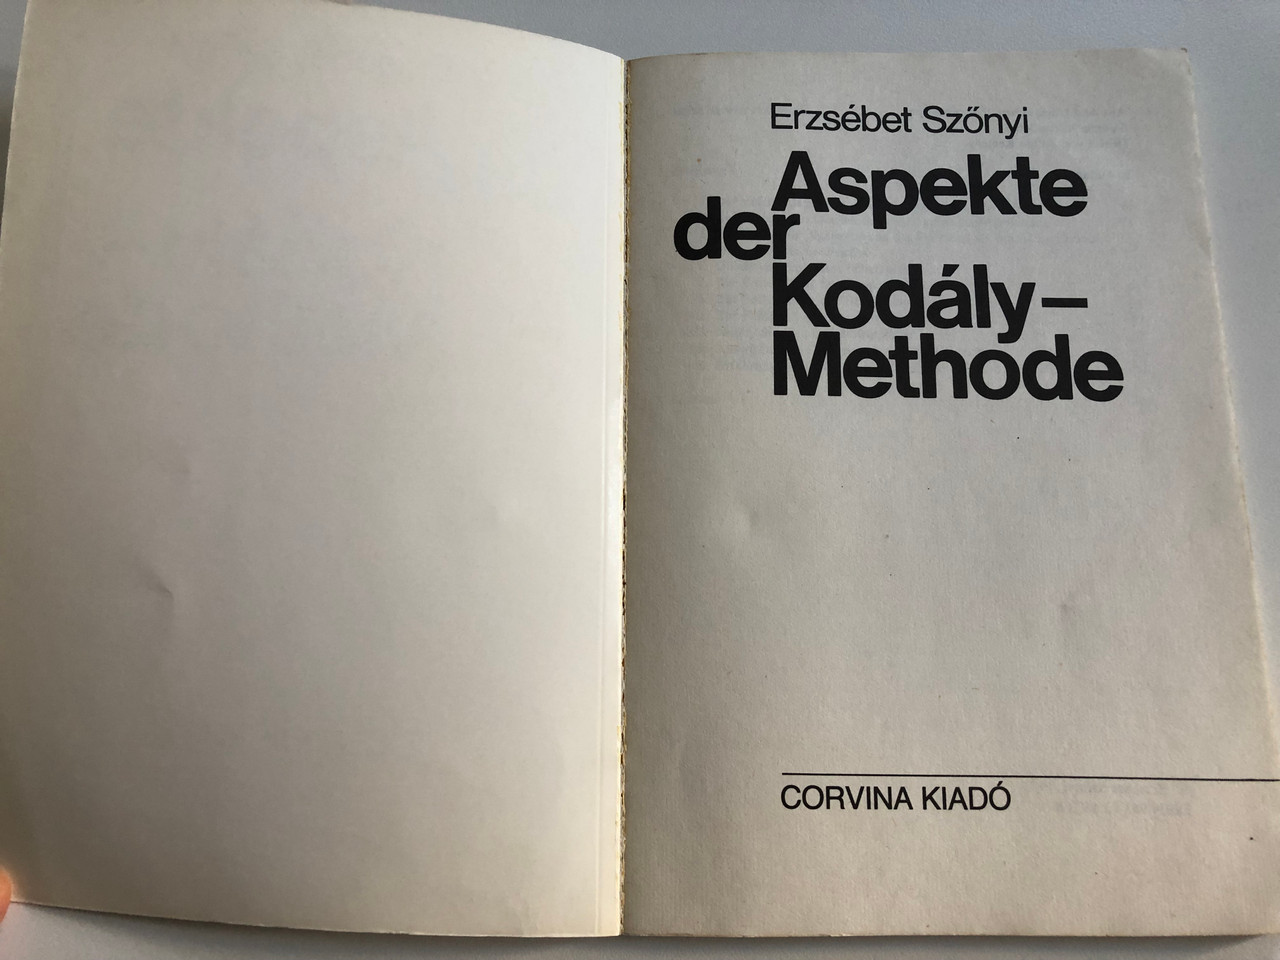 Erzsébet Szőnyi
Aspekte
der
Kodály–
Methode
CORVINA KIADÓ